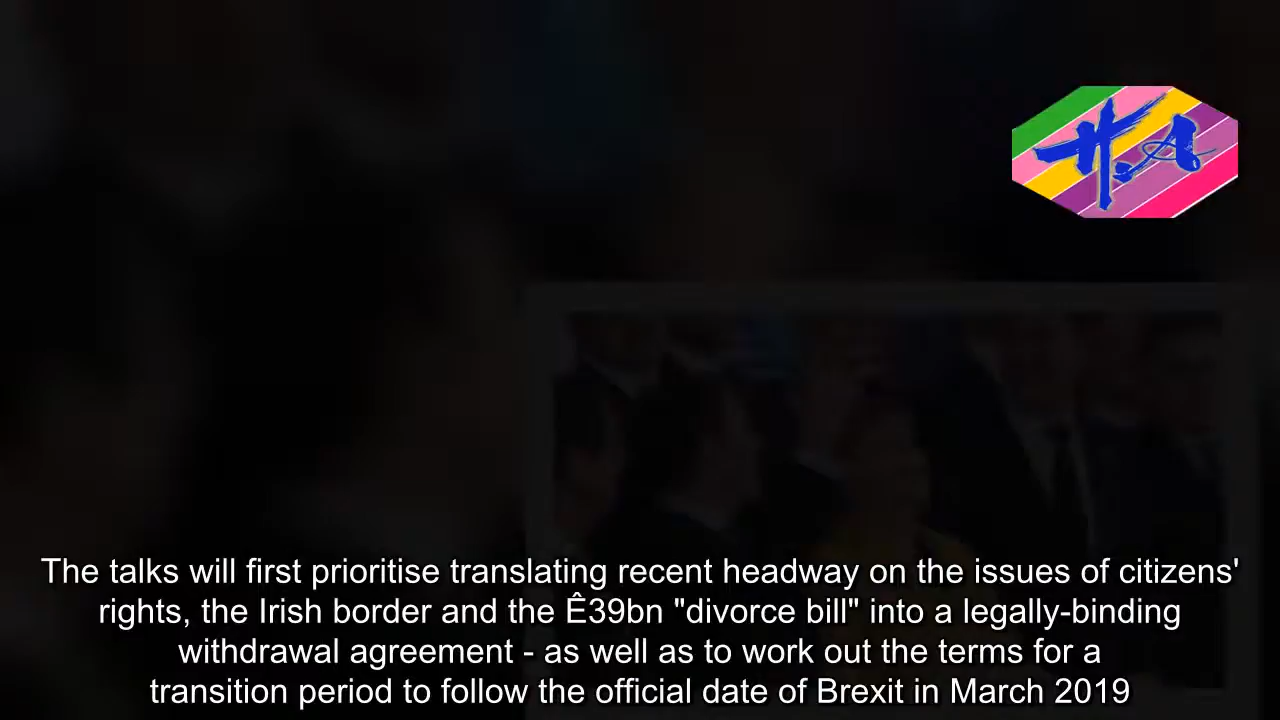 H.A
The talks will first prioritise translating recent headway on the issues of citizens'
rights, the Irish border and the Ê39bn "divorce bill" into a legally-binding
withdrawal agreement - as well as to work out the terms for a
transition period to follow the official date of Brexit in March 2019